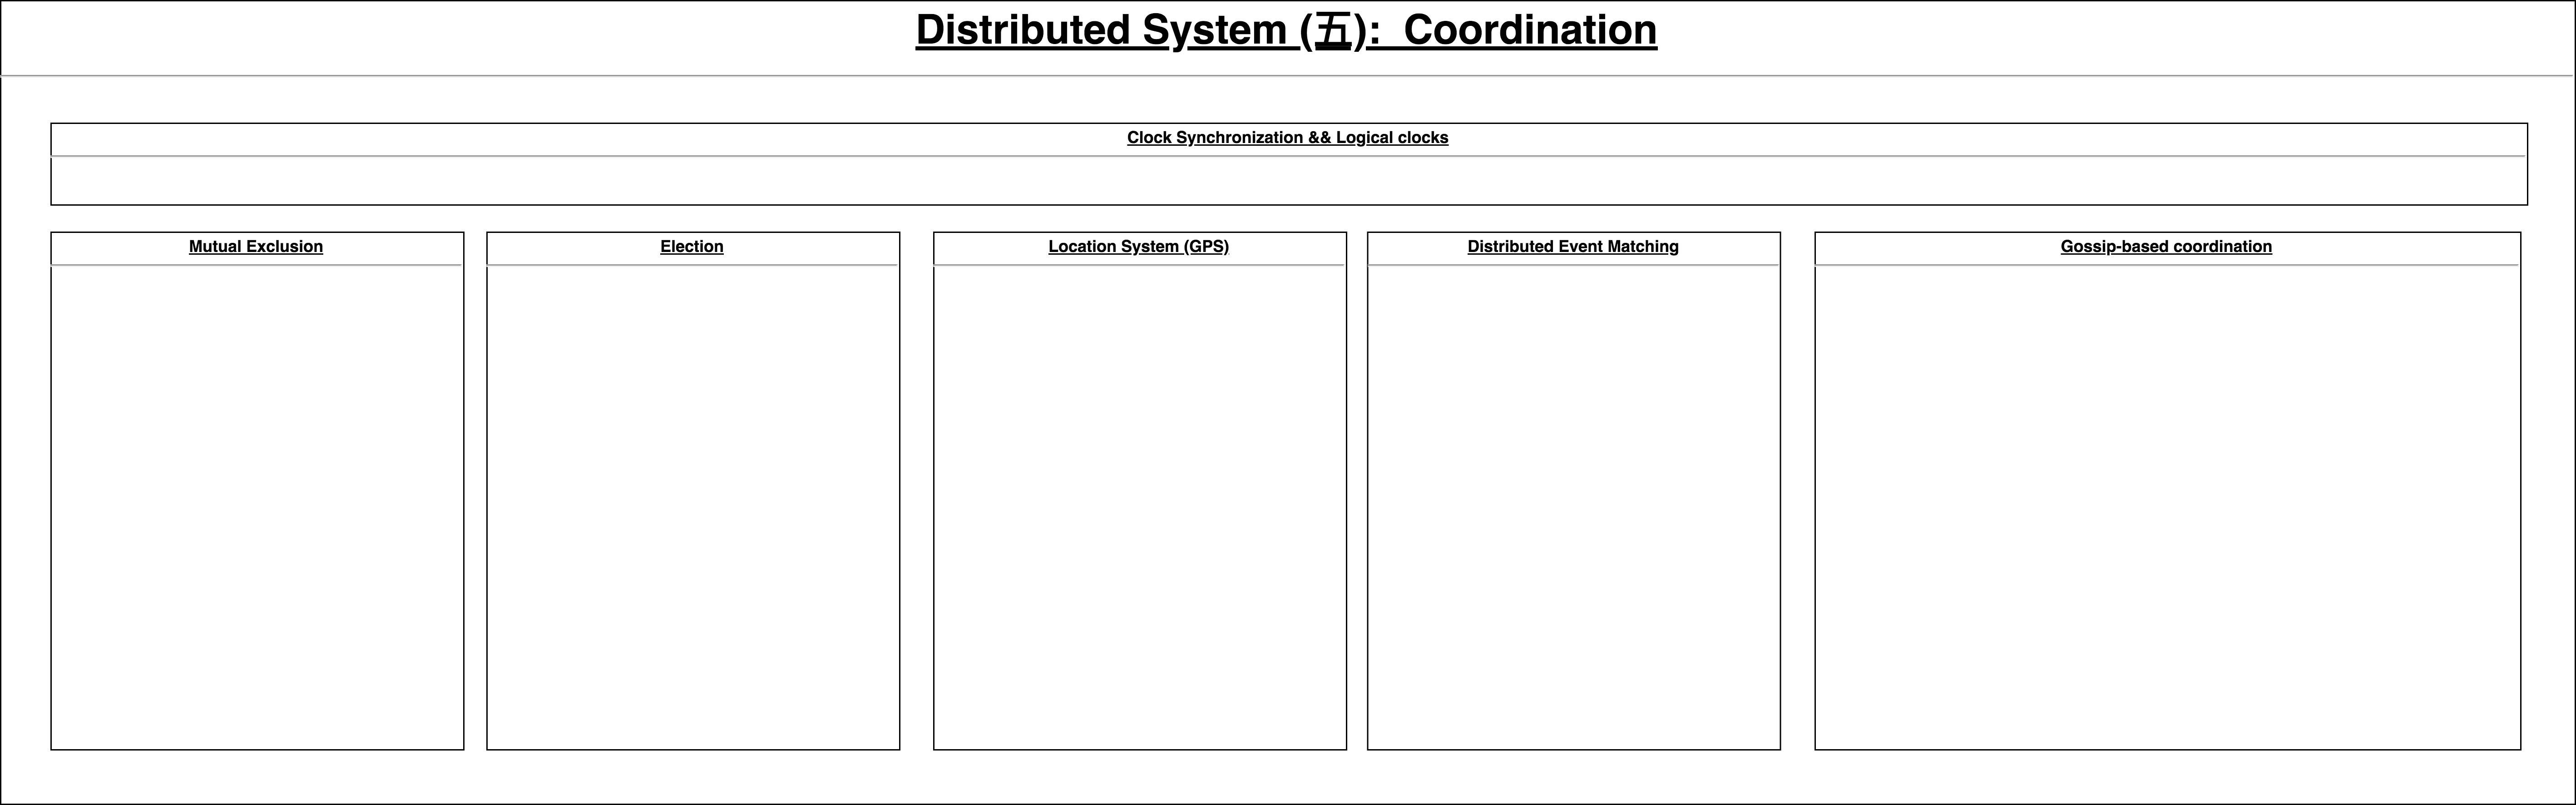 Distributed System (五):  Coordination
Clock Synchronization && Logical clocks
Mutual Exclusion
Election
Location System (GPS)
Distributed Event Matching
Gossip-based coordination